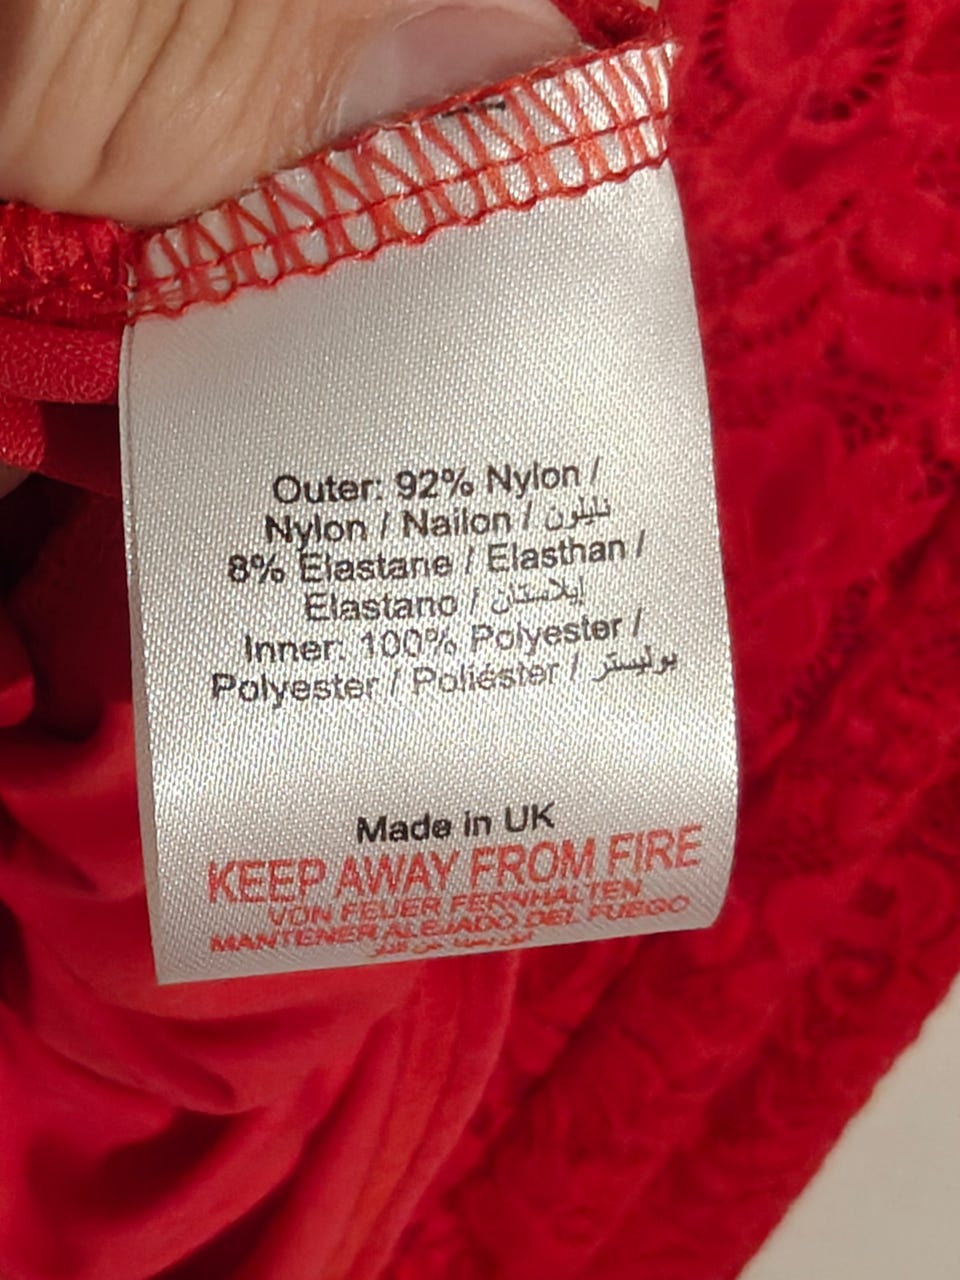 Outer: 92% Nylon /
Nylon / Nailon / نايلون
8% Elastane / Elasthan /
Elastano / إيلاستان
Inner: 100% Polyester /
Polyester / Poliéster / بوليستر
Made in UK
KEEP AWAY FROM FIRE
VON FEUER FERNHALTEN
MANTENER ALEJADO DEL FUEGO